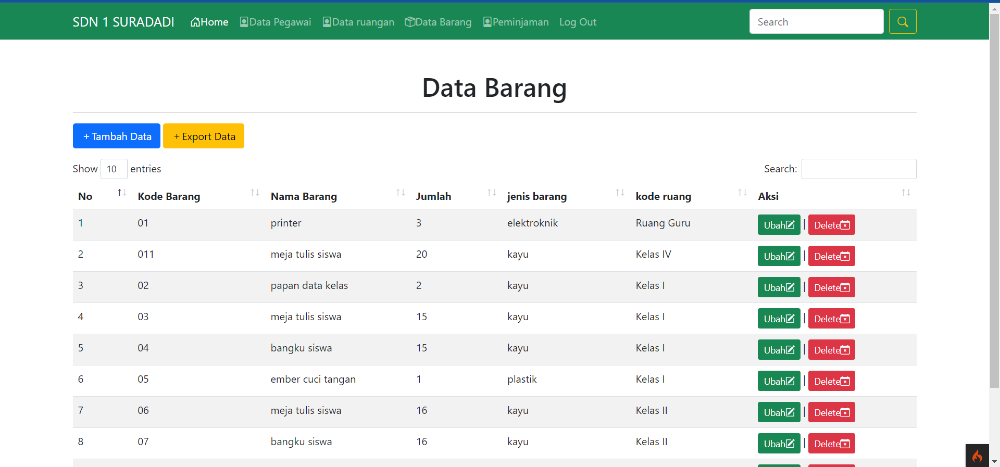 SDN 1 SURADADI Home Data Pegawai Data ruangan Data Barang Peminjaman Log Out Search
Data Barang
+ Tambah Data + Export Data
Show 10 entries Search:
No Kode Barang Nama Barang Jumlah jenis barang kode ruang Aksi
1 01 printer 3 elektroknik Ruang Guru Ubah | Delete
2 011 meja tulis siswa 20 kayu Kelas IV Ubah | Delete
3 02 papan data kelas 2 kayu Kelas I Ubah | Delete
4 03 meja tulis siswa 15 kayu Kelas I Ubah | Delete
5 04 bangku siswa 15 kayu Kelas I Ubah | Delete
6 05 ember cuci tangan 1 plastik Kelas I Ubah | Delete
7 06 meja tulis siswa 16 kayu Kelas II Ubah | Delete
8 07 bangku siswa 16 kayu Kelas II Ubah | Delete